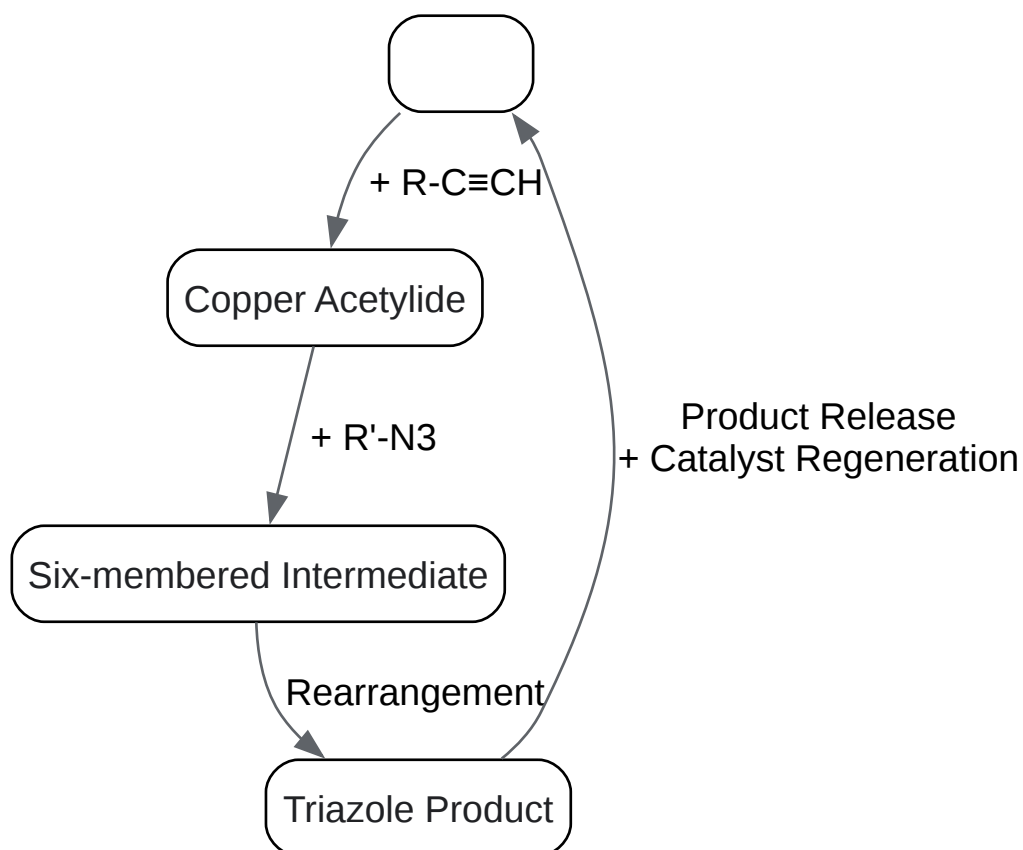 + R-C≡CH
Copper Acetylide
+ R'-N3
Product Release
+ Catalyst Regeneration
Six-membered Intermediate
Rearrangement
Triazole Product